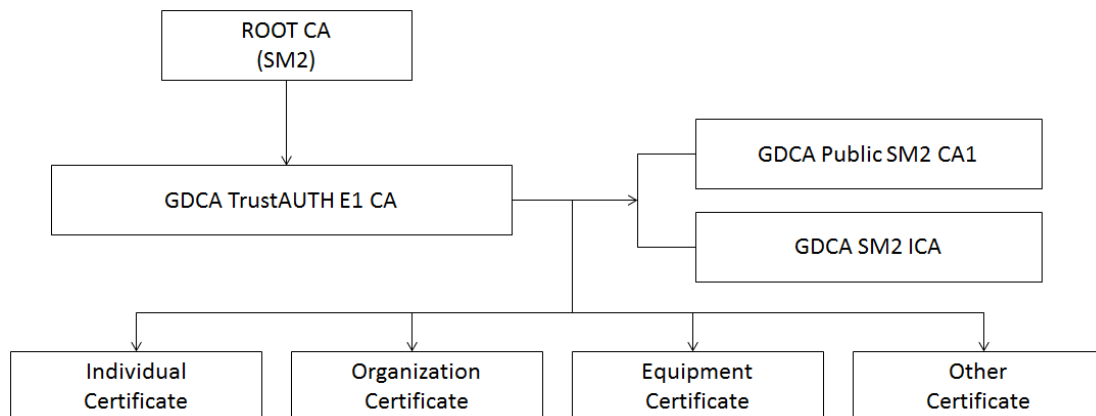 ROOT CA
(SM2)
GDCA Public SM2 CA1
GDCA TrustAUTH E1 CA
GDCA SM2 ICA
Individual
Certificate
Organization
Certificate
Equipment
Certificate
Other
Certificate